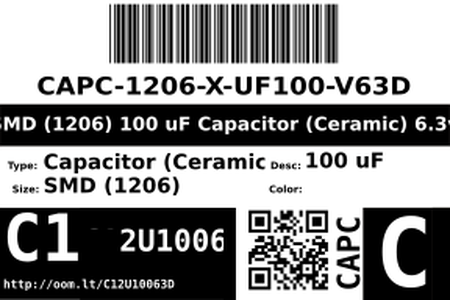 CAPC-1206-X-UF100-V63D
SMD (1206) 100 uF Capacitor (Ceramic) 6.3v
Type: Capacitor (Ceramic Desc: 100 uF
Size: SMD (1206) Color:
C1 2U1006 CAPC C
http://oom.lt/C12U10063D